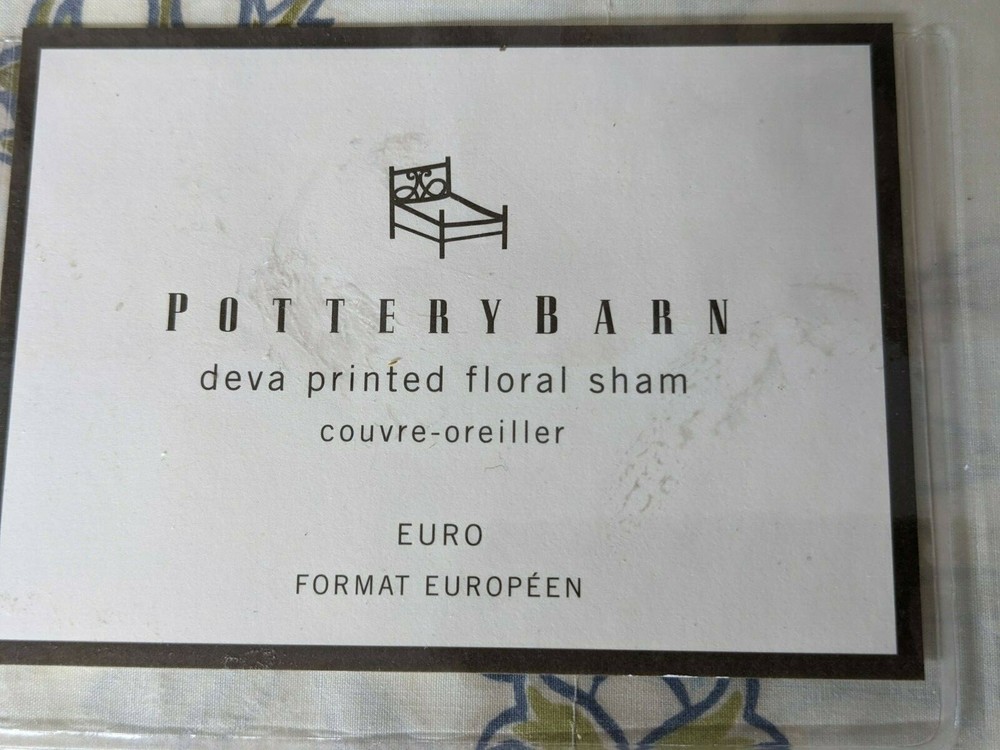 POTTERYBARN
deva printed floral sham
couvre-oreiller
EURO
FORMAT EUROPÉEN